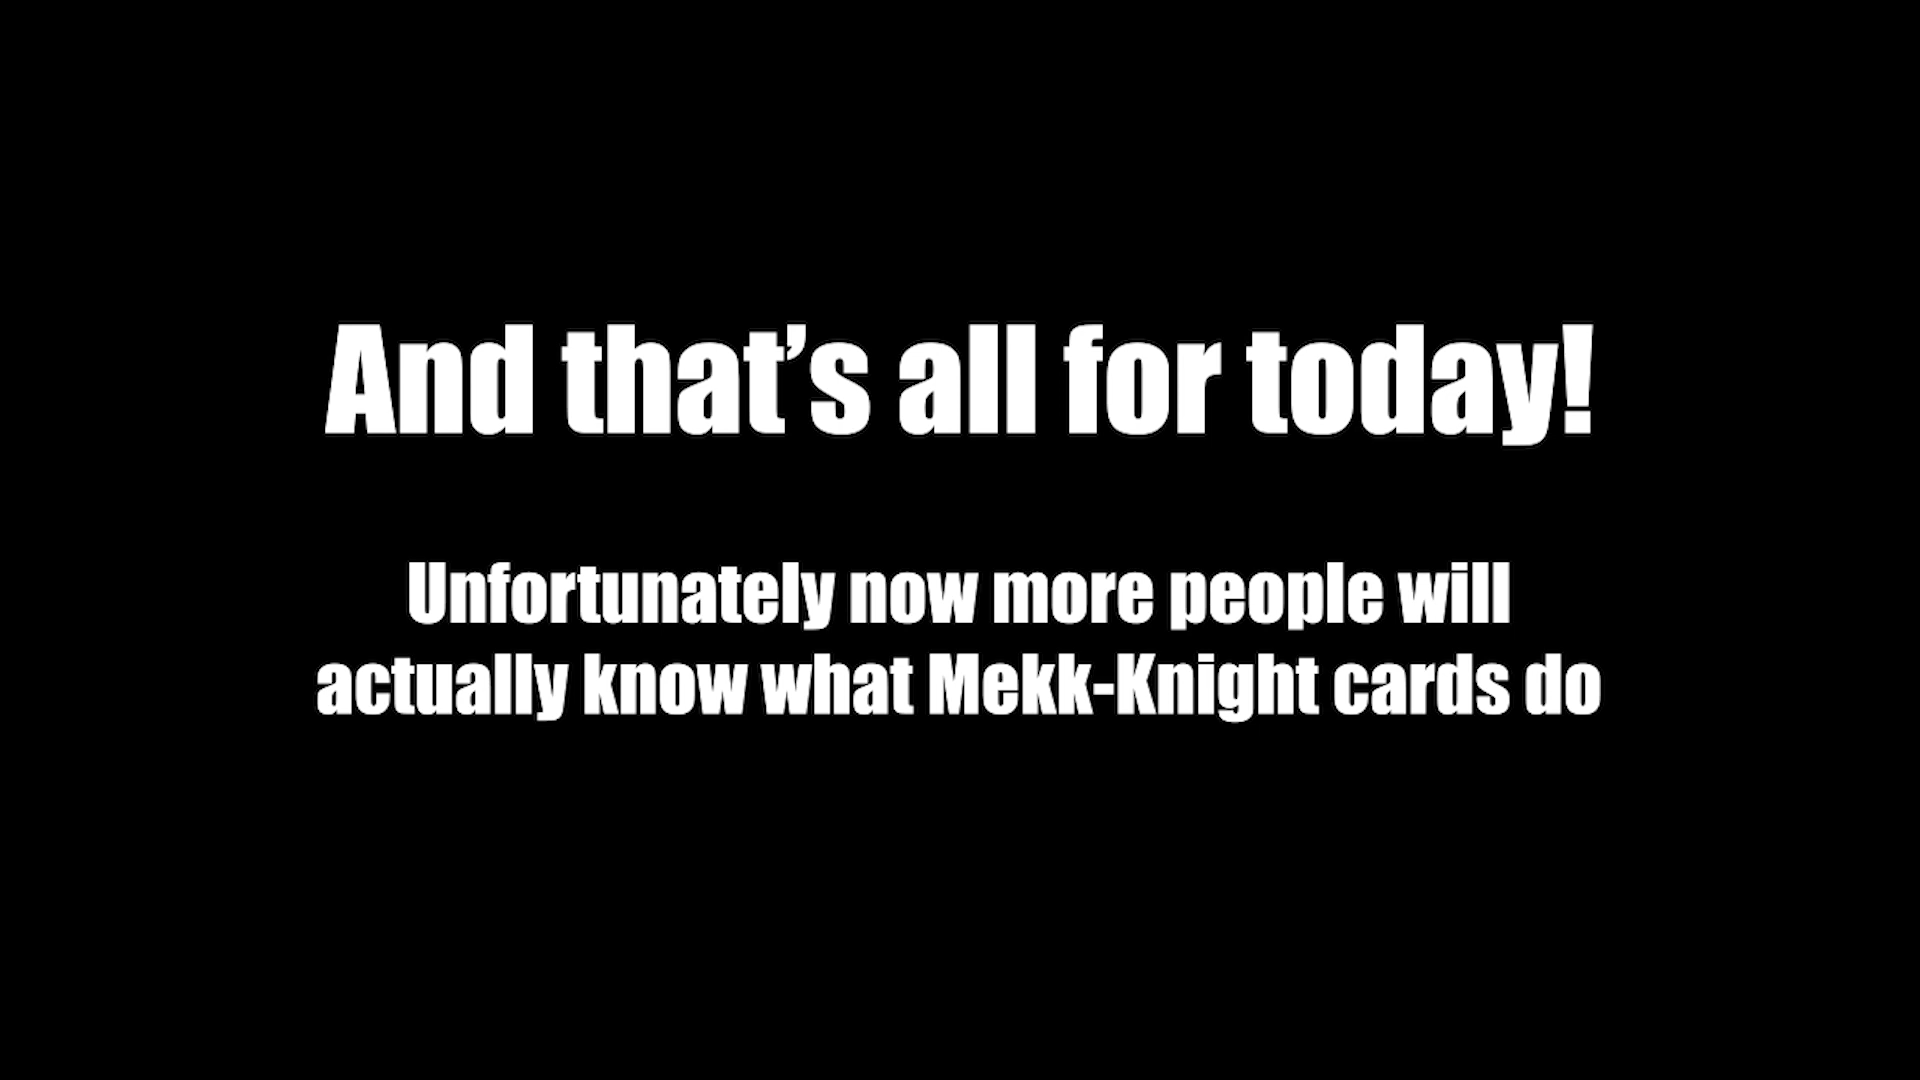 And that’s all for today!
Unfortunately now more people will
actually know what Mekk-Knight cards do